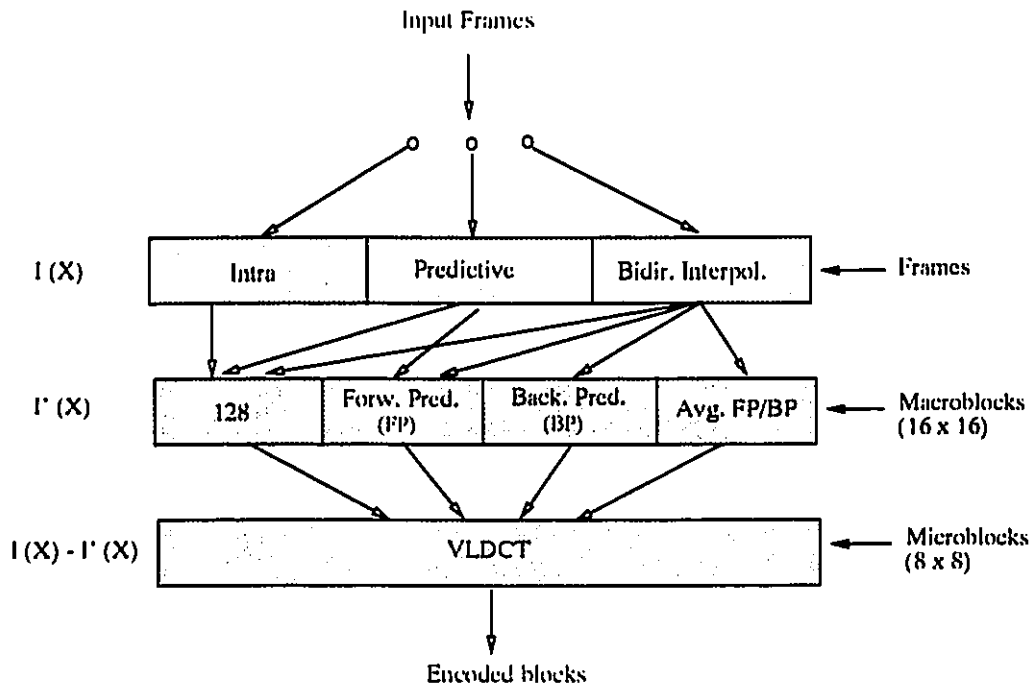 Input Frames
o o o
I (X) Intra Predictive Bidir. Interpol. Frames
I' (X) 128 Forw. Pred. (FP) Back. Pred. (BP) Avg. FP/BP Macroblocks (16 x 16)
I (X) - I' (X) VLDCT Microblocks (8 x 8)
Encoded blocks